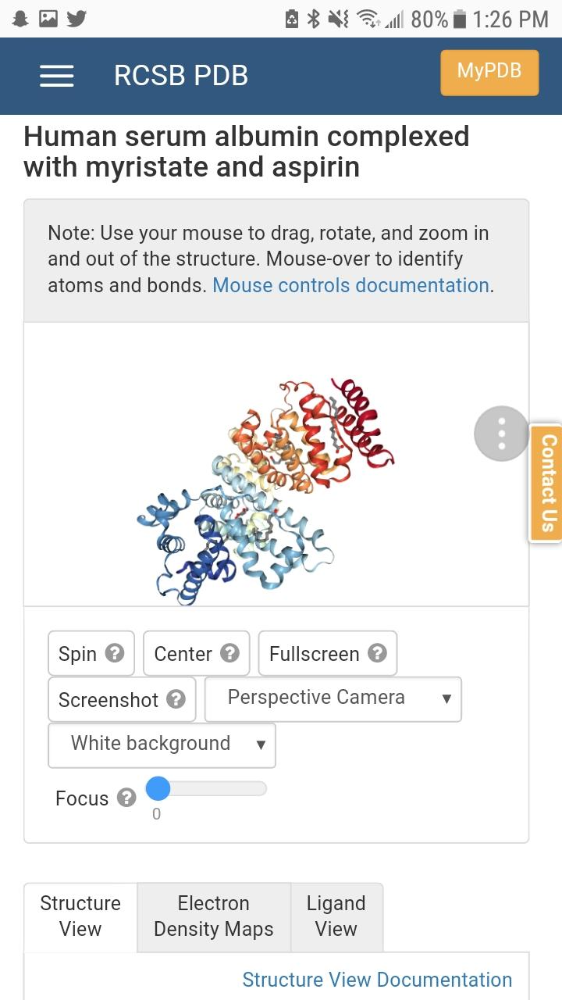 80% 1:26 PM
RCSB PDB
MyPDB
Human serum albumin complexed
with myristate and aspirin
Note: Use your mouse to drag, rotate, and zoom in
and out of the structure. Mouse-over to identify
atoms and bonds. Mouse controls documentation.
Contact Us
Spin ? Center ? Fullscreen ?
Screenshot ? Perspective Camera ▼
White background ▼
Focus ?
0
Structure
View
Electron
Density Maps
Ligand
View
Structure View Documentation